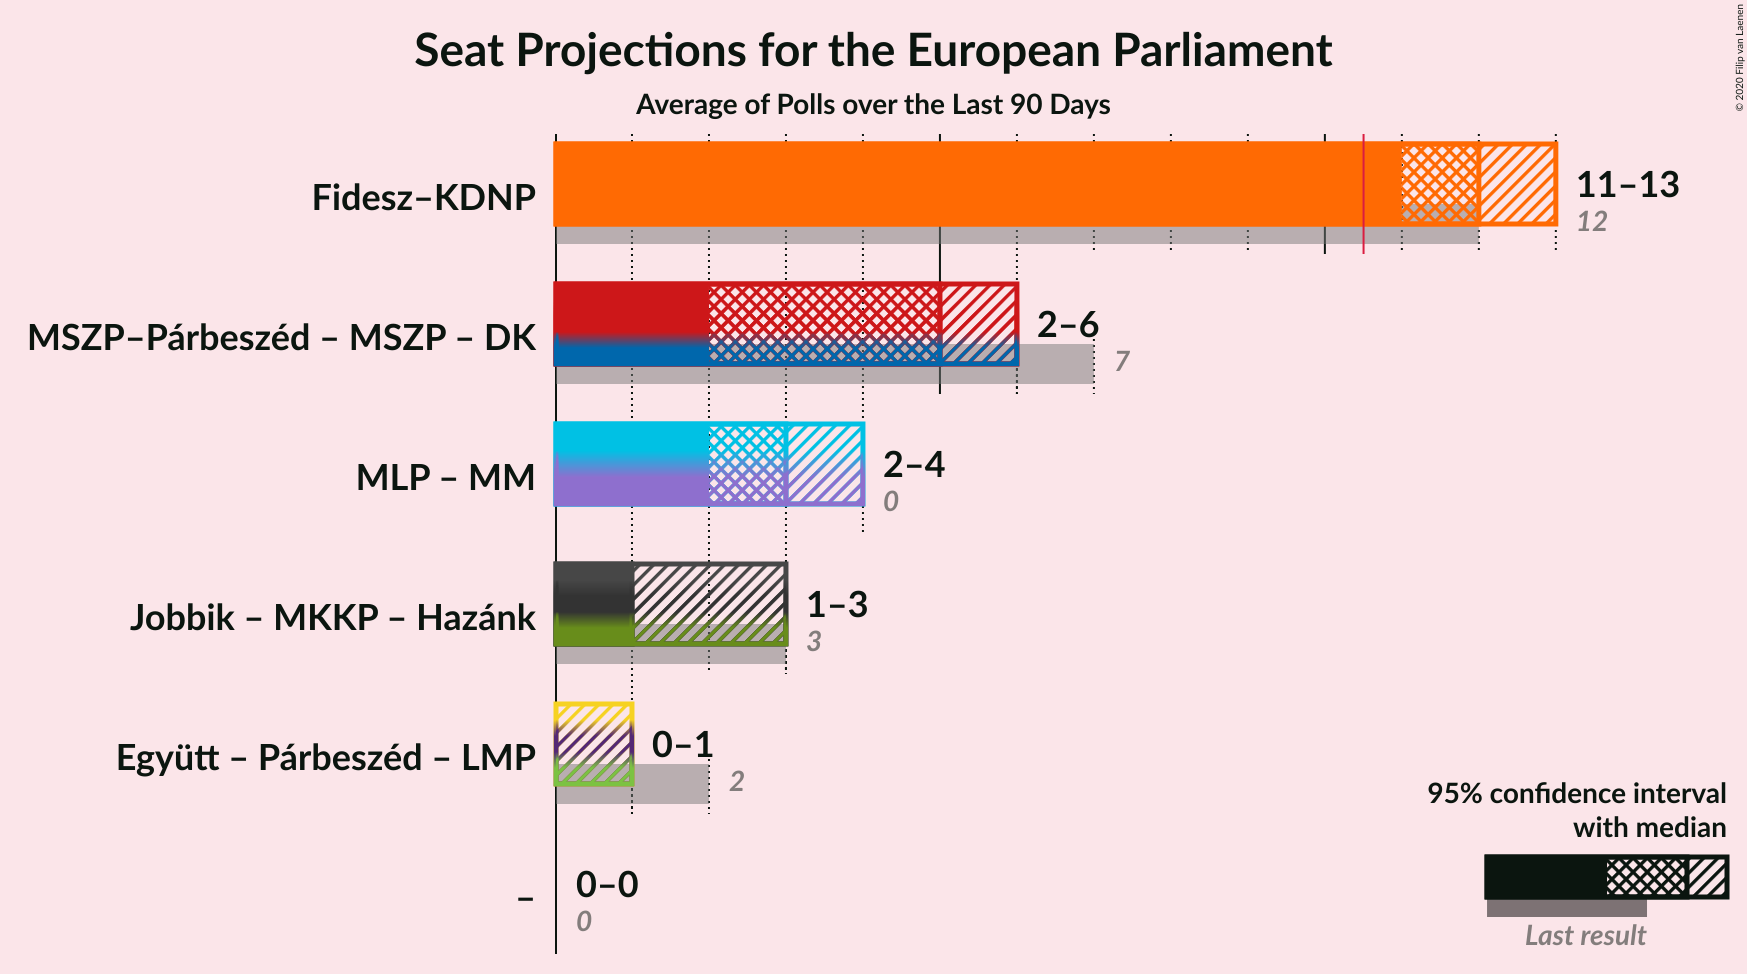 Seat Projections for the European Parliament
Average of Polls over the Last 90 Days
© 2020 Filip van Laenen
Fidesz–KDNP
11–13
12
MSZP–Párbeszéd – MSZP – DK
2–6
7
MLP – MM
2–4
0
Jobbik – MKKP – Hazánk
1–3
3
Együtt – Párbeszéd – LMP
0–1
2
–
0–0
0
95% confidence interval
with median
Last result